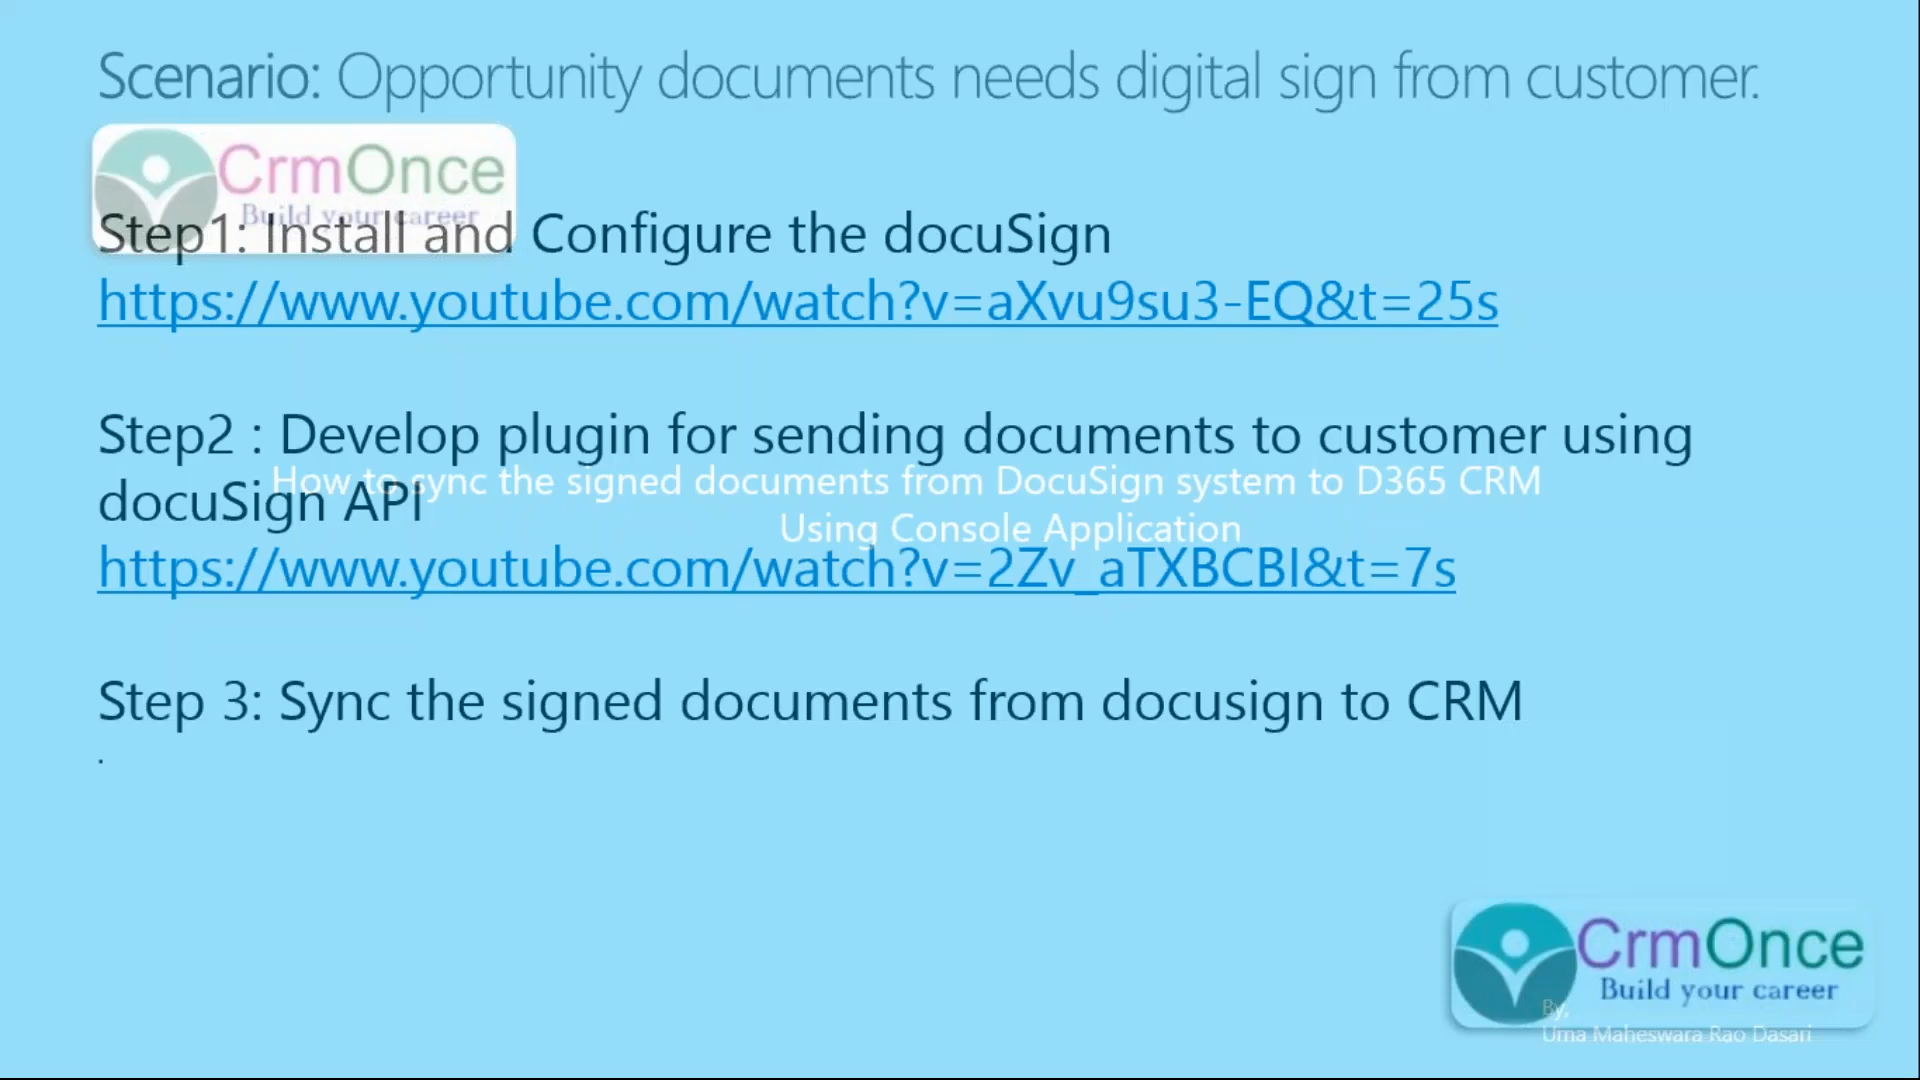 Scenario: Opportunity documents needs digital sign from customer.
CrmOnce
Build your career
Step1: Install and Configure the docuSign
https://www.youtube.com/watch?v=aXvu9su3-EQ&t=25s
Step2 : Develop plugin for sending documents to customer using
How to sync the signed documents from DocuSign system to D365 CRM
docuSign API
Using Console Application
https://www.youtube.com/watch?v=2Zv_aTXBCBI&t=7s
Step 3: Sync the signed documents from docusign to CRM
.
CrmOnce
Build your career
By,
Uma Maheswara Rao Dasari